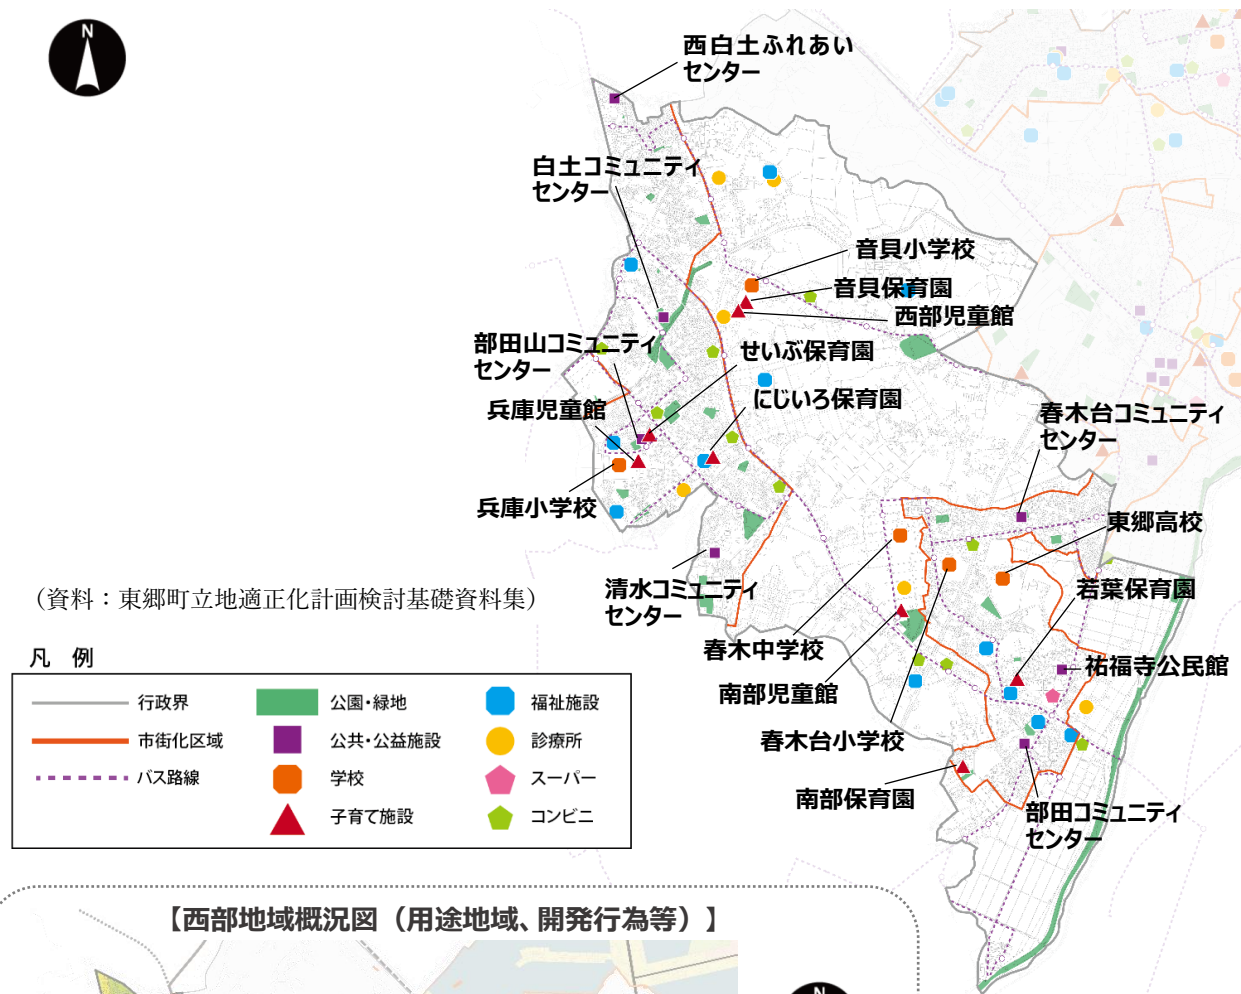 N
西白土ふれあい
センター
白土コミュニティ
センター
音貝小学校
音貝保育園
西部児童館
部田山コミュニティ
センター
せいぶ保育園
兵庫児童館
にじいろ保育園
春木台コミュニティ
センター
兵庫小学校
東郷高校
清水コミュニティ
センター
若葉保育園
春木中学校
祐福寺公民館
南部児童館
春木台小学校
南部保育園
部田コミュニティ
センター
（資料：東郷町立地適正化計画検討基礎資料集）
凡 例
行政界
公園・緑地
福祉施設
市街化区域
公共・公益施設
診療所
バス路線
学校
スーパー
子育て施設
コンビニ
【西部地域概況図（用途地域、開発行為等）】
N